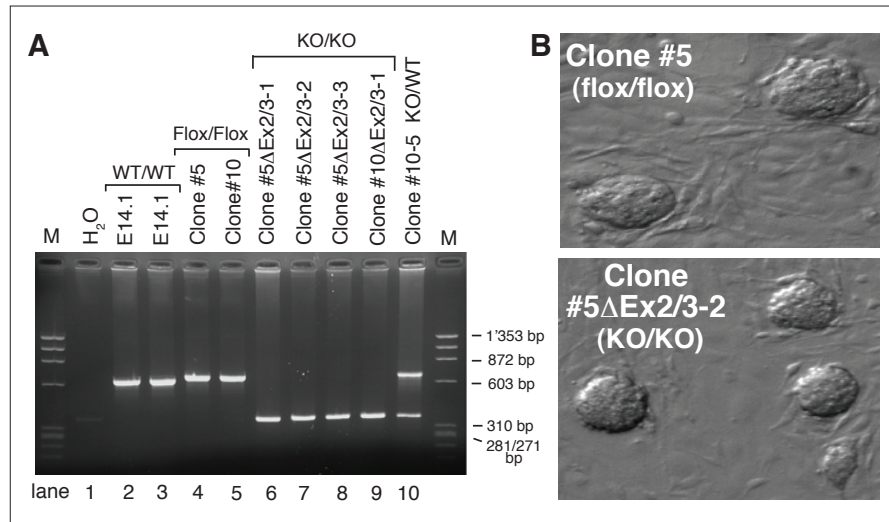 A
KO/KO
Flox/Flox
WT/WT
M
H2O
E14.1
E14.1
Clone #5
Clone#10
Clone #5ΔEx2/3-1
Clone #5ΔEx2/3-2
Clone #5ΔEx2/3-3
Clone #10ΔEx2/3-1
Clone #10-5 KO/WT
M
1'353 bp
872 bp
603 bp
310 bp
281/271
bp
lane 1 2 3 4 5 6 7 8 9 10
B
Clone #5
(flox/flox)
Clone
#5ΔEx2/3-2
(KO/KO)